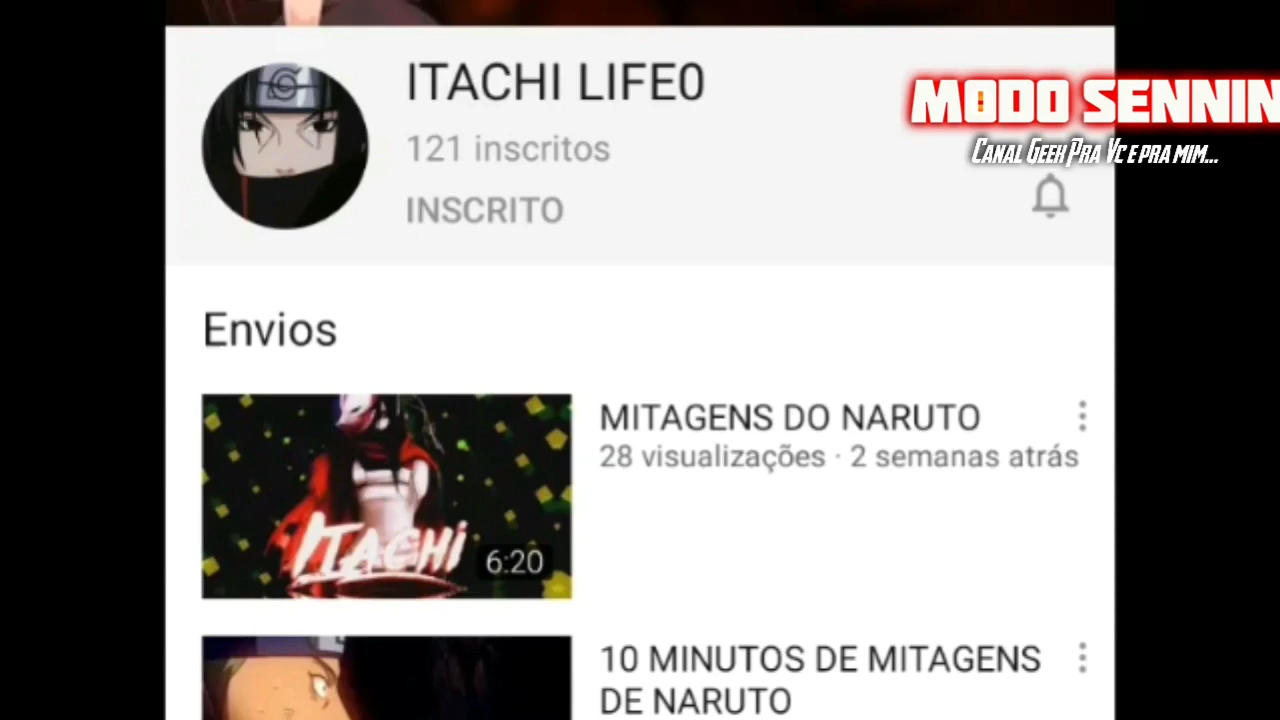 ITACHI LIFE0
121 inscritos
INSCRITO
MODO SENNIN
CANAL GEEK PRA VC E PRA MIM...
Envios
MITAGENS DO NARUTO
28 visualizações · 2 semanas atrás
ITACHI
6:20
10 MINUTOS DE MITAGENS
DE NARUTO